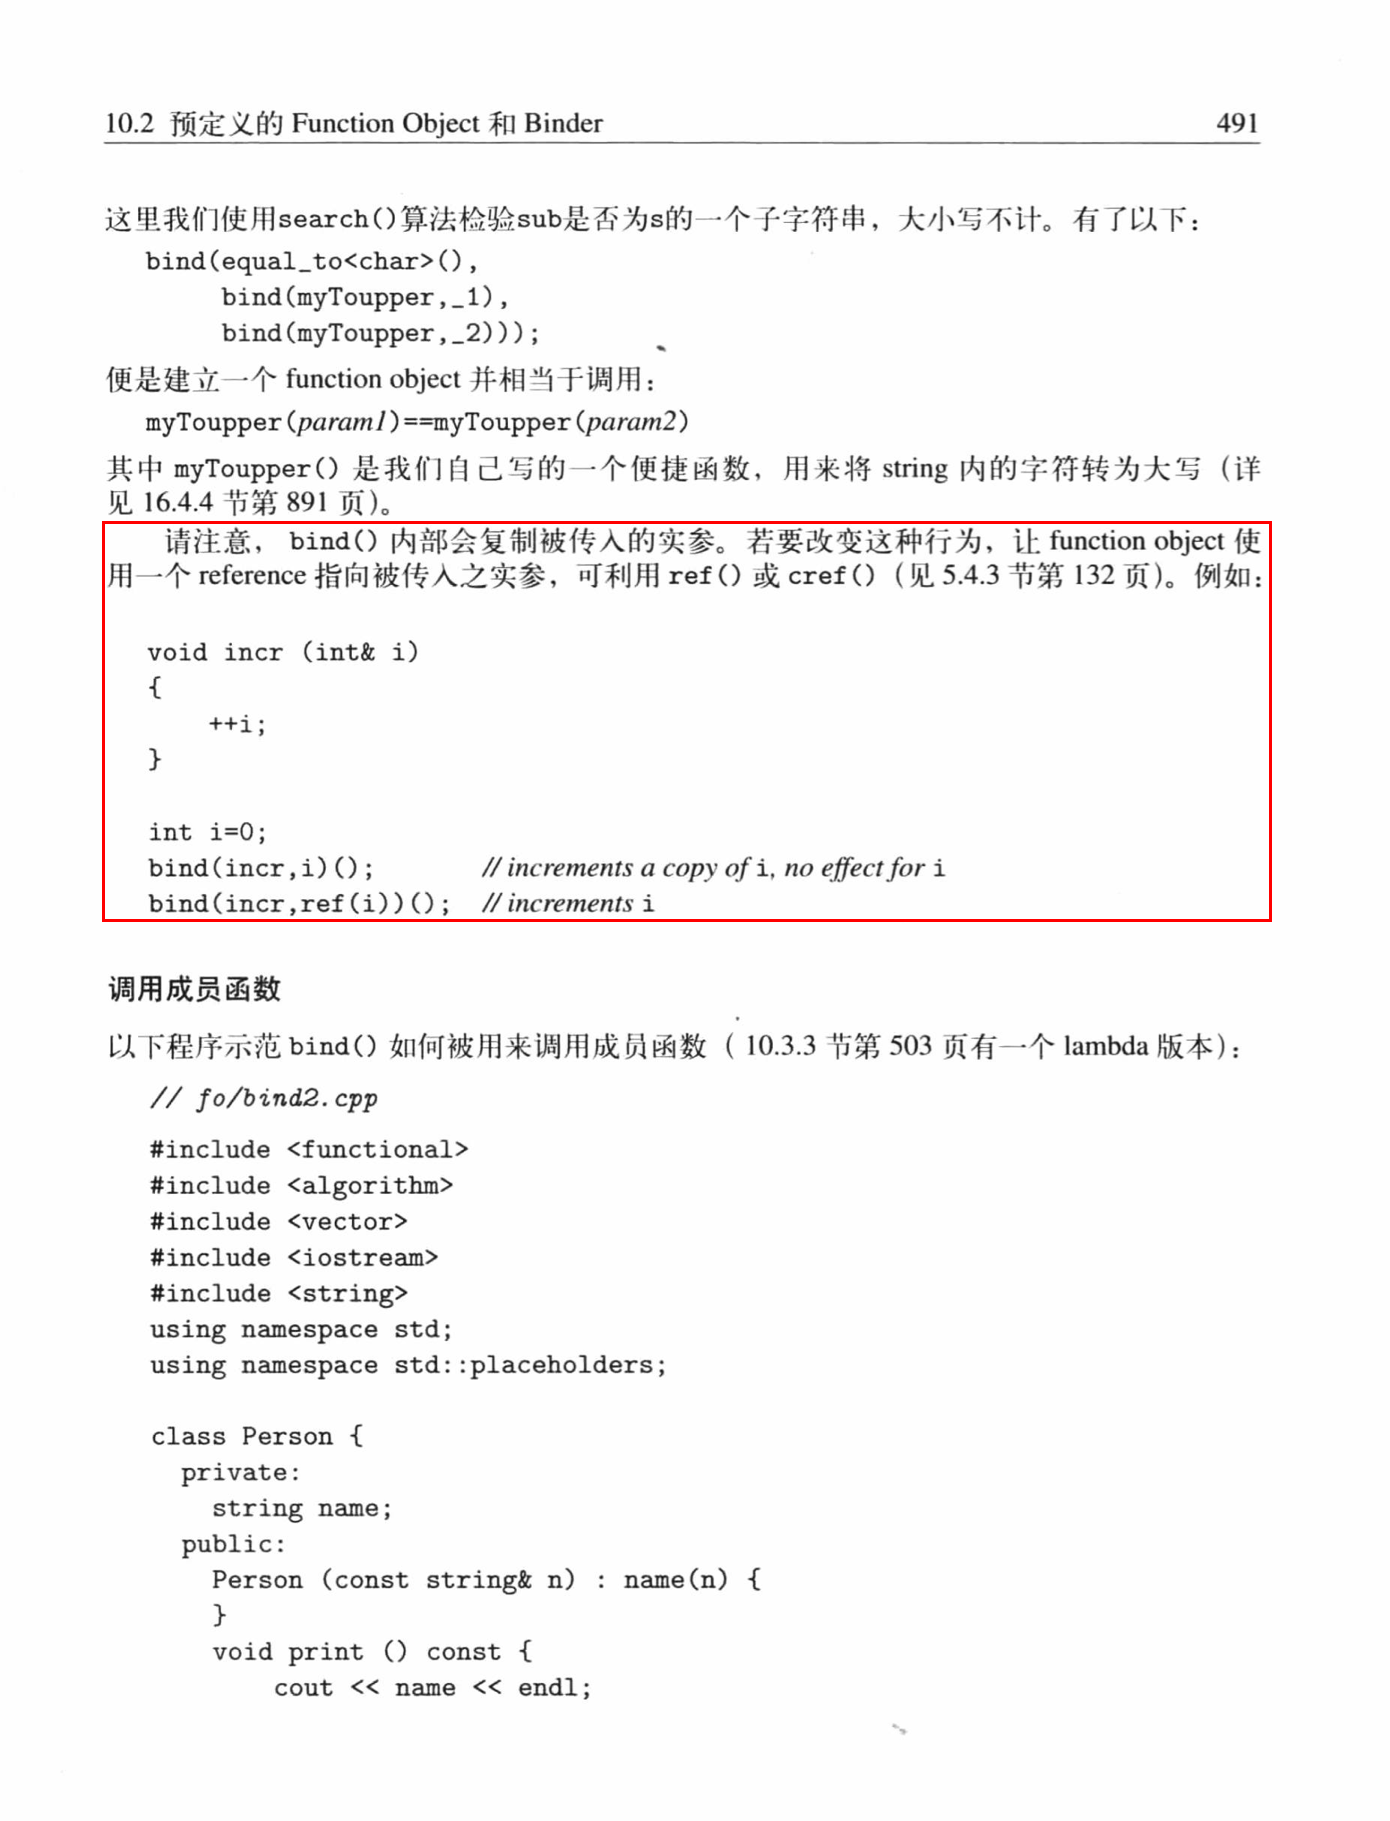 10.2 预定义的 Function Object 和 Binder 491
这里我们使用search()算法检验sub是否为s的一个子字符串，大小写不计。有了以下：
bind(equal_to<char>(),
bind(myToupper,_1),
bind(myToupper,_2)));
便是建立一个 function object 并相当于调用：
myToupper(param1)==myToupper(param2)
其中 myToupper() 是我们自己写的一个便捷函数，用来将 string 内的字符转为大写（详
见 16.4.4 节第 891 页）。
请注意， bind() 内部会复制被传入的实参。若要改变这种行为，让 function object 使
用一个 reference 指向被传入之实参，可利用 ref() 或 cref()（见 5.4.3 节第 132 页）。例如：
void incr (int& i)
{
++i;
}
int i=0;
bind(incr,i)(); // increments a copy of i, no effect for i
bind(incr,ref(i))(); // increments i
调用成员函数
以下程序示范 bind() 如何被用来调用成员函数（ 10.3.3 节第 503 页有一个 lambda 版本）：
// fo/bind2.cpp
#include <functional>
#include <algorithm>
#include <vector>
#include <iostream>
#include <string>
using namespace std;
using namespace std::placeholders;
class Person {
private:
string name;
public:
Person (const string& n) : name(n) {
}
void print () const {
cout << name << endl;